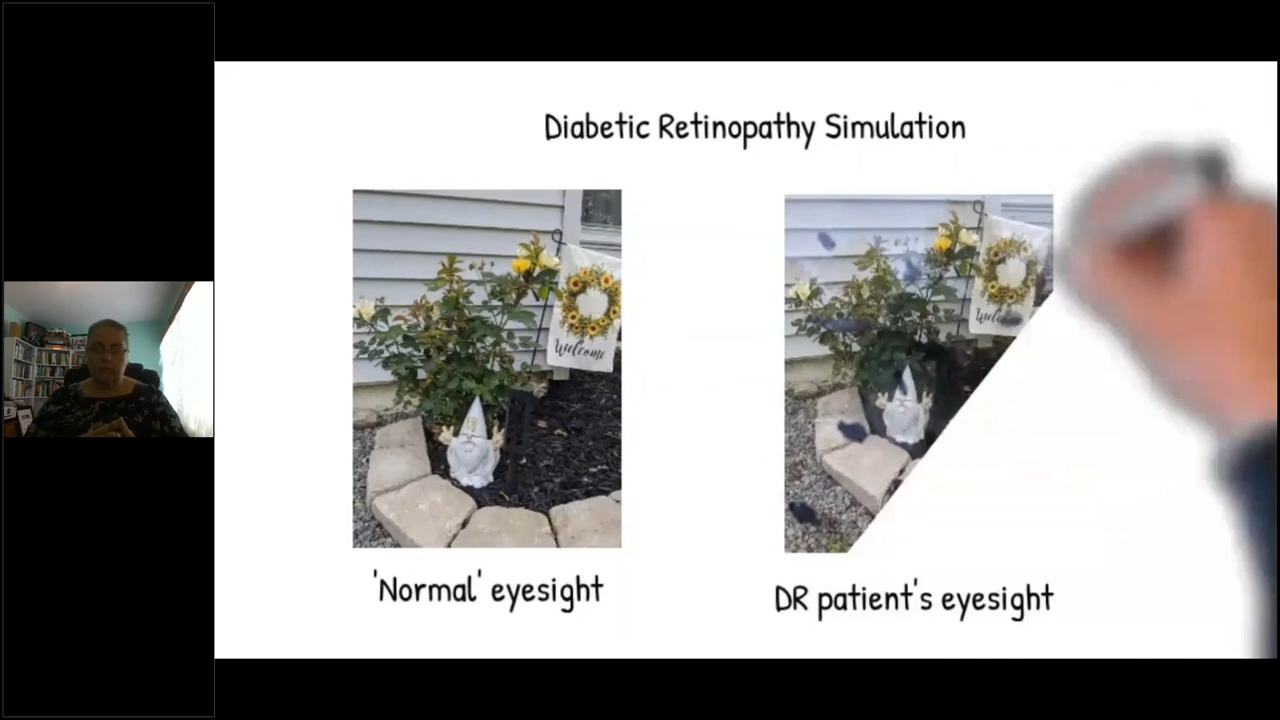 Diabetic Retinopathy Simulation
Welcome
Welcome
'Normal' eyesight
DR patient's eyesight